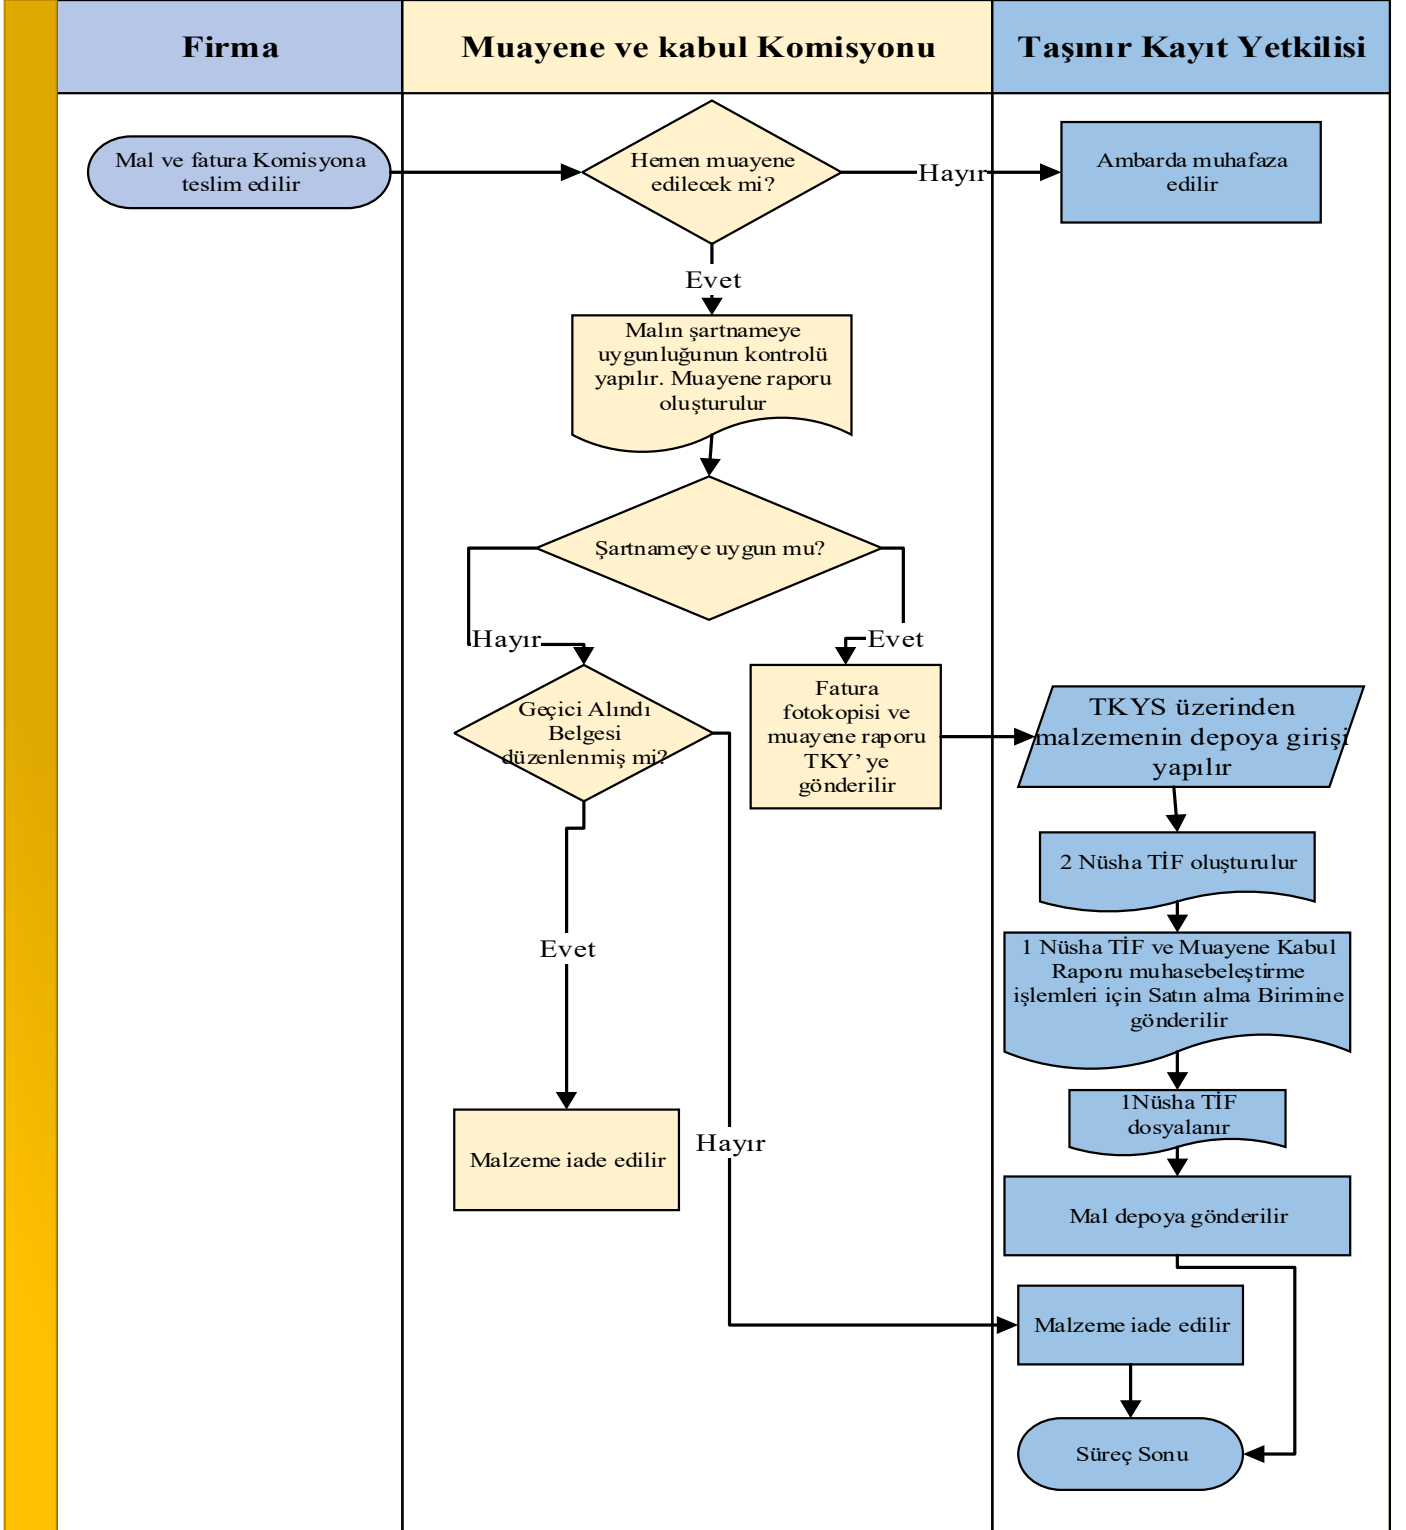 Firma
Muayene ve kabul Komisyonu
Taşınır Kayıt Yetkilisi
Mal ve fatura Komisyona
teslim edilir
Hemen muayene
edilecek mi?
Hayır
Ambarda muhafaza
edilir
Evet
Malın şartnameye
uygunluğunun kontrolü
yapılır. Muayene raporu
oluşturulur
Şartnameye uygun mu?
Hayır
Evet
Geçici Alındı
Belgesi
düzenlenmiş mi?
Fatura
fotokopisi ve
muayene raporu
TKY’ ye
gönderilir
TKYS üzerinden
malzemenin depoya girişi
yapılır
2 Nüsha TİF oluşturulur
Evet
1 Nüsha TİF ve Muayene Kabul
Raporu muhasebeleştirme
işlemleri için Satın alma Birimine
gönderilir
1Nüsha TİF
dosyalanır
Hayır
Malzeme iade edilir
Mal depoya gönderilir
Malzeme iade edilir
Süreç Sonu